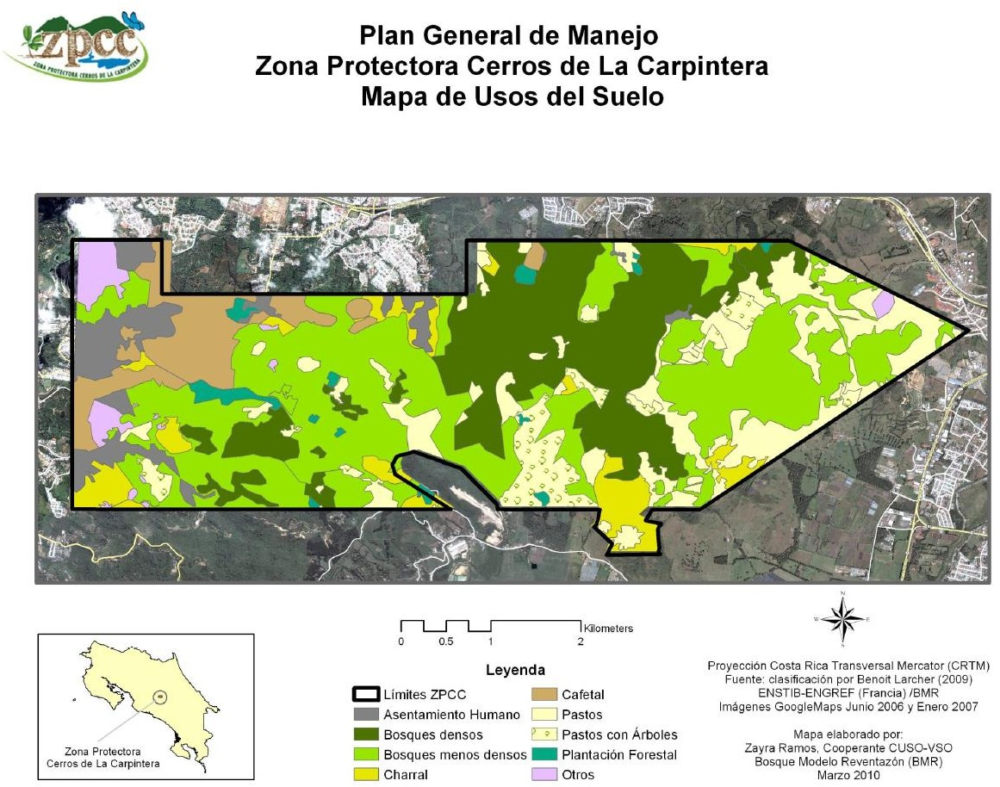 zpcc
ZONA PROTECTORA CERROS DE LA CARPINTERA
Plan General de Manejo
Zona Protectora Cerros de La Carpintera
Mapa de Usos del Suelo
N
W
E
S
0
0.5
1
2
Kilometers
Leyenda
Límites ZPCC
Asentamiento Humano
Bosques densos
Bosques menos densos
Charral
Cafetal
Pastos
Pastos con Árboles
Plantación Forestal
Otros
Zona Protectora
Cerros de La Carpintera
Proyección Costa Rica Transversal Mercator (CRTM)
Fuente: clasificación por Benoit Larcher (2009)
ENSTIB-ENGREF (Francia) /BMR
Imágenes GoogleMaps Junio 2006 y Enero 2007
Mapa elaborado por:
Zayra Ramos, Cooperante CUSO-VSO
Bosque Modelo Reventazón (BMR)
Marzo 2010